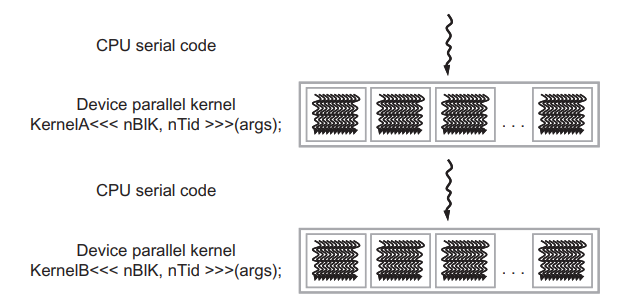 CPU serial code
Device parallel kernel
KernelA<<< nBlK, nTid >>>(args);
. . .
CPU serial code
Device parallel kernel
KernelB<<< nBlK, nTid >>>(args);
. . .